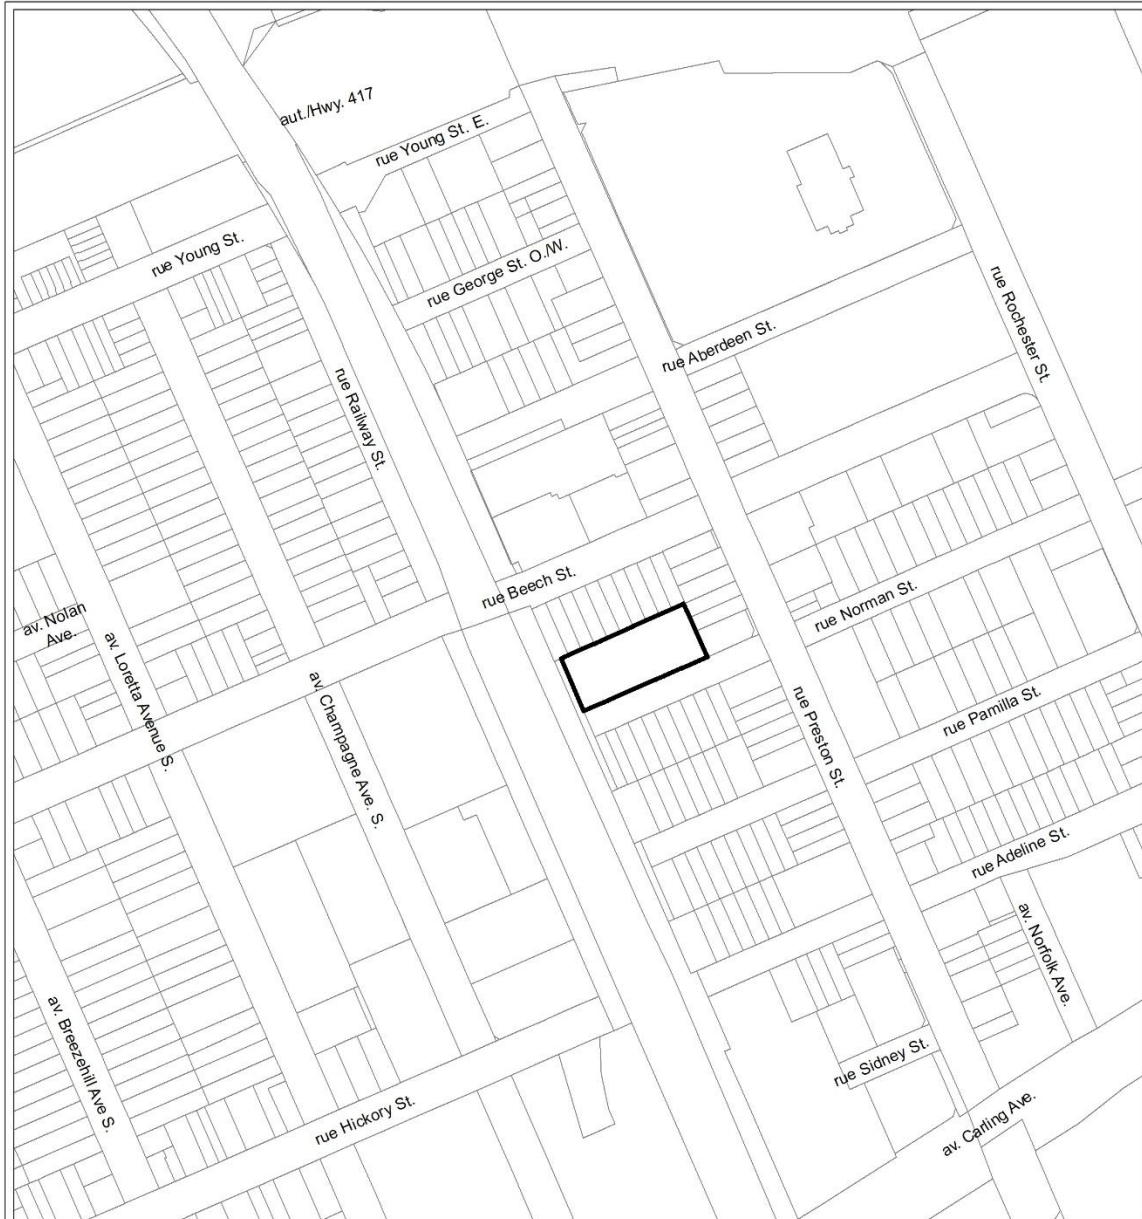 aut./Hwy. 417
rue Young St. E.
rue Young St.
rue George St. O./W.
rue Rochester St.
rue Aberdeen St.
rue Railway St.
rue Beech St.
rue Norman St.
av. Nolan
Ave.
av. Loretta Avenue S.
av. Champagne Ave. S.
rue Preston St.
rue Pamilla St.
rue Adeline St.
av. Norfolk Ave.
av. Breezehill Ave S.
rue Sidney St.
rue Hickory St.
av. Carling Ave.